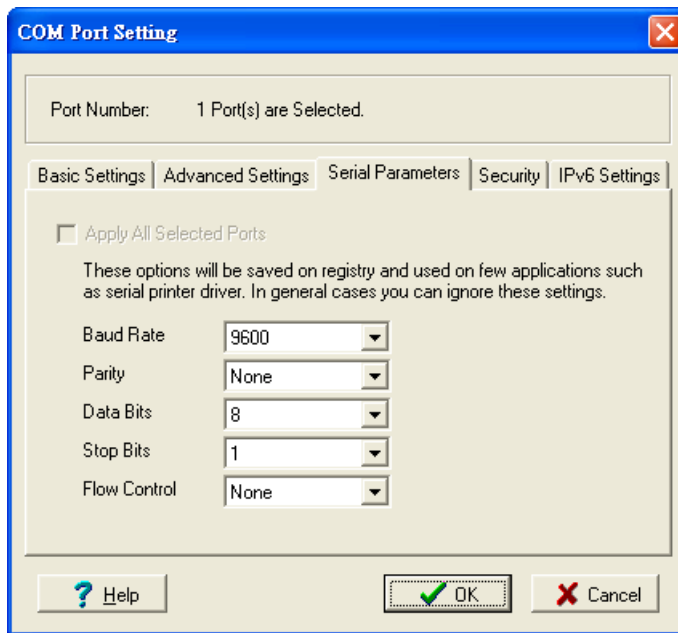 COM Port Setting
Port Number: 1 Port(s) are Selected.
Basic Settings Advanced Settings Serial Parameters Security IPv6 Settings
Apply All Selected Ports
These options will be saved on registry and used on few applications such
as serial printer driver. In general cases you can ignore these settings.
Baud Rate 9600
Parity None
Data Bits 8
Stop Bits 1
Flow Control None
? Help OK Cancel